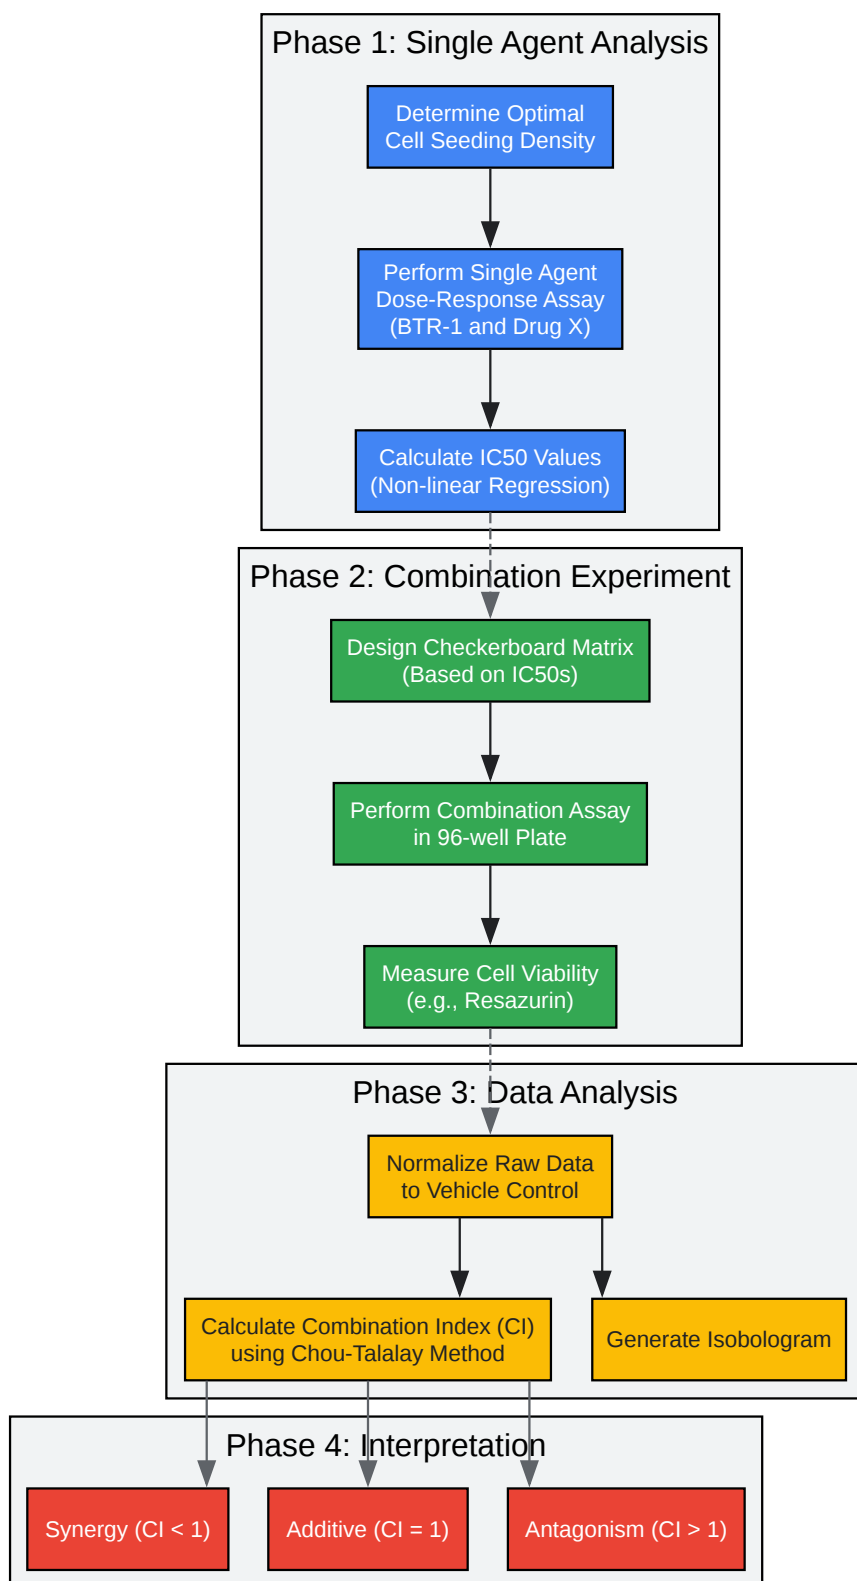 Phase 1: Single Agent Analysis
Determine Optimal
Cell Seeding Density
Perform Single Agent
Dose-Response Assay
(BTR-1 and Drug X)
Calculate IC50 Values
(Non-linear Regression)
Phase 2: Combination Experiment
Design Checkerboard Matrix
(Based on IC50s)
Perform Combination Assay
in 96-well Plate
Measure Cell Viability
(e.g., Resazurin)
Phase 3: Data Analysis
Normalize Raw Data
to Vehicle Control
Calculate Combination Index (CI)
using Chou-Talalay Method
Generate Isobologram
Phase 4: Interpretation
Synergy (CI < 1)
Additive (CI = 1)
Antagonism (CI > 1)